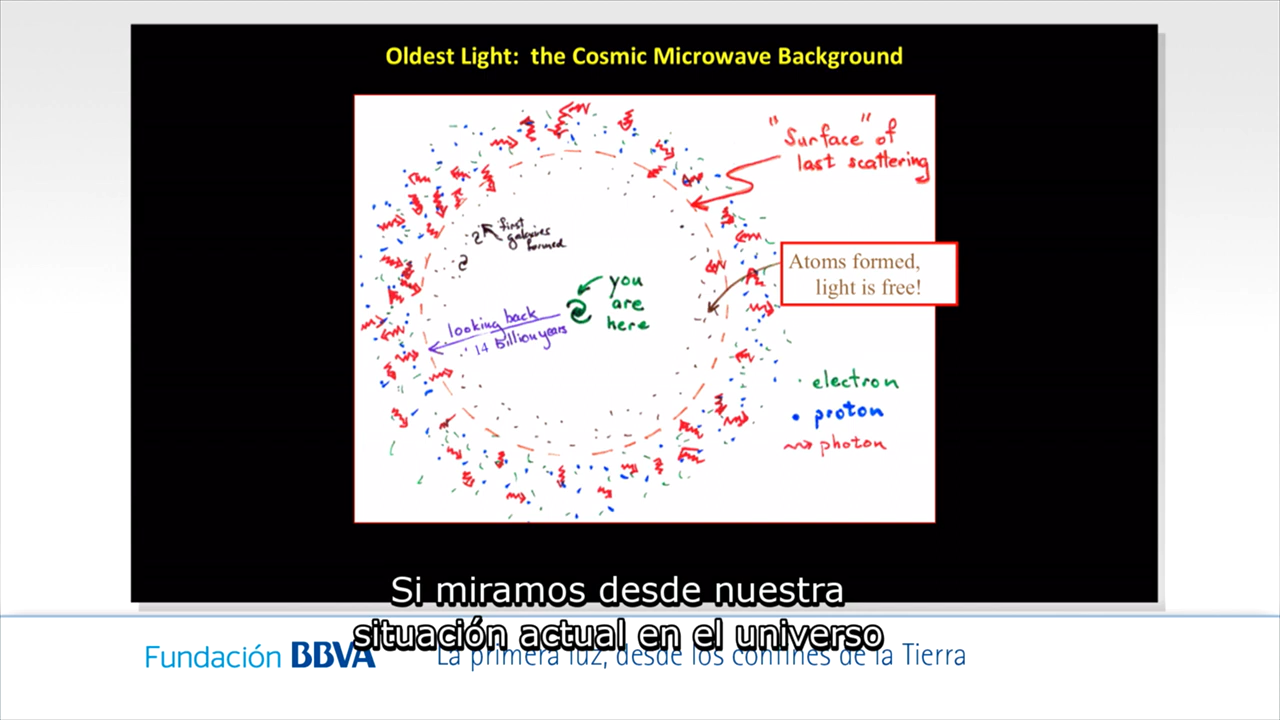 Oldest Light: the Cosmic Microwave Background
"Surface" of
last scattering
first
galaxies
formed
Atoms formed,
light is free!
you
are
here
looking back
14 billion years
electron
proton
photon
Si miramos desde nuestra
situación actual en el universo
Fundación BBVA
La primera luz, desde los confines de la Tierra